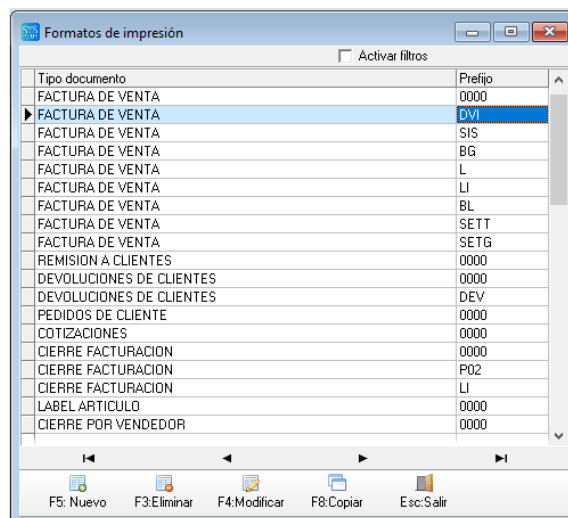 Formatos de impresión
Activar filtros
Tipo documento Prefijo
FACTURA DE VENTA 0000
FACTURA DE VENTA DVI
FACTURA DE VENTA SIS
FACTURA DE VENTA BG
FACTURA DE VENTA L
FACTURA DE VENTA LI
FACTURA DE VENTA BL
FACTURA DE VENTA SETT
FACTURA DE VENTA SETG
REMISION A CLIENTES 0000
DEVOLUCIONES DE CLIENTES 0000
DEVOLUCIONES DE CLIENTES DEV
PEDIDOS DE CLIENTE 0000
COTIZACIONES 0000
CIERRE FACTURACION 0000
CIERRE FACTURACION P02
CIERRE FACTURACION LI
LABEL ARTICULO 0000
CIERRE POR VENDEDOR 0000
F5: Nuevo F3:Eliminar F4:Modificar F8:Copiar Esc:Salir